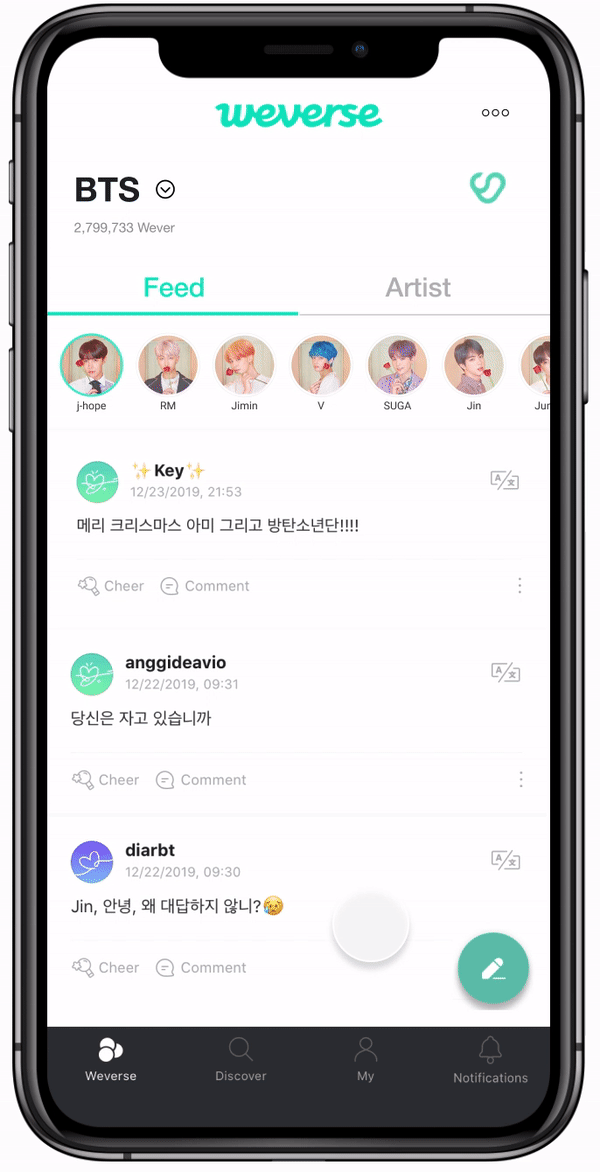 weverse
BTS
2,799,733 Wever
Feed Artist
j-hope RM Jimin V SUGA Jin
✨Key✨
12/23/2019, 21:53
메리 크리스마스 아미 그리고 방탄소년단!!!!
Cheer Comment
anggideavio
12/22/2019, 09:31
당신은 자고 있습니까
Cheer Comment
diarbt
12/22/2019, 09:30
Jin, 안녕, 왜 대답하지 않니?😥
Cheer Comment
Weverse Discover My Notifications